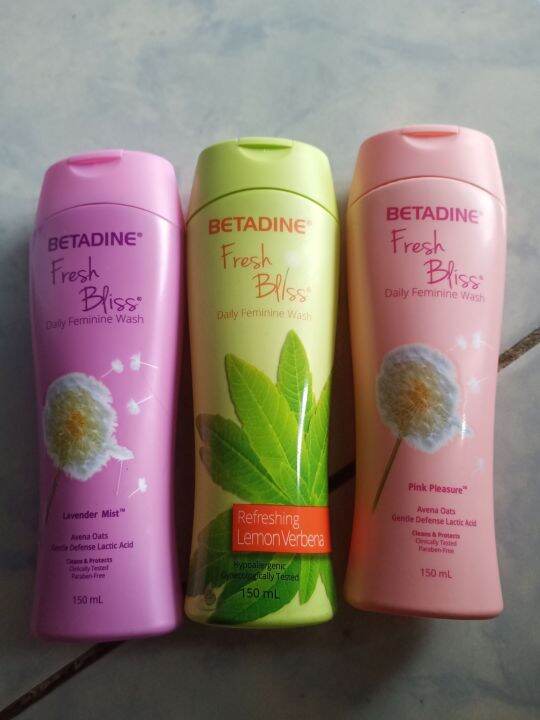 BETADINE®
Fresh
Bliss®
Daily Feminine Wash
Lavender Mist™
Avena Oats
Gentle Defense Lactic Acid
Cleans & Protects
Clinically Tested
Paraben-Free
150 mL
BETADINE®
Fresh
Bliss®
Daily Feminine Wash
Refreshing
Lemon Verbena
Hypoallergenic
Gynecologically Tested
150 mL
BETADINE®
Fresh
Bliss®
Daily Feminine Wash
Pink Pleasure™
Avena Oats
Gentle Defense Lactic Acid
Cleans & Protects
Clinically Tested
Paraben-Free
150 mL